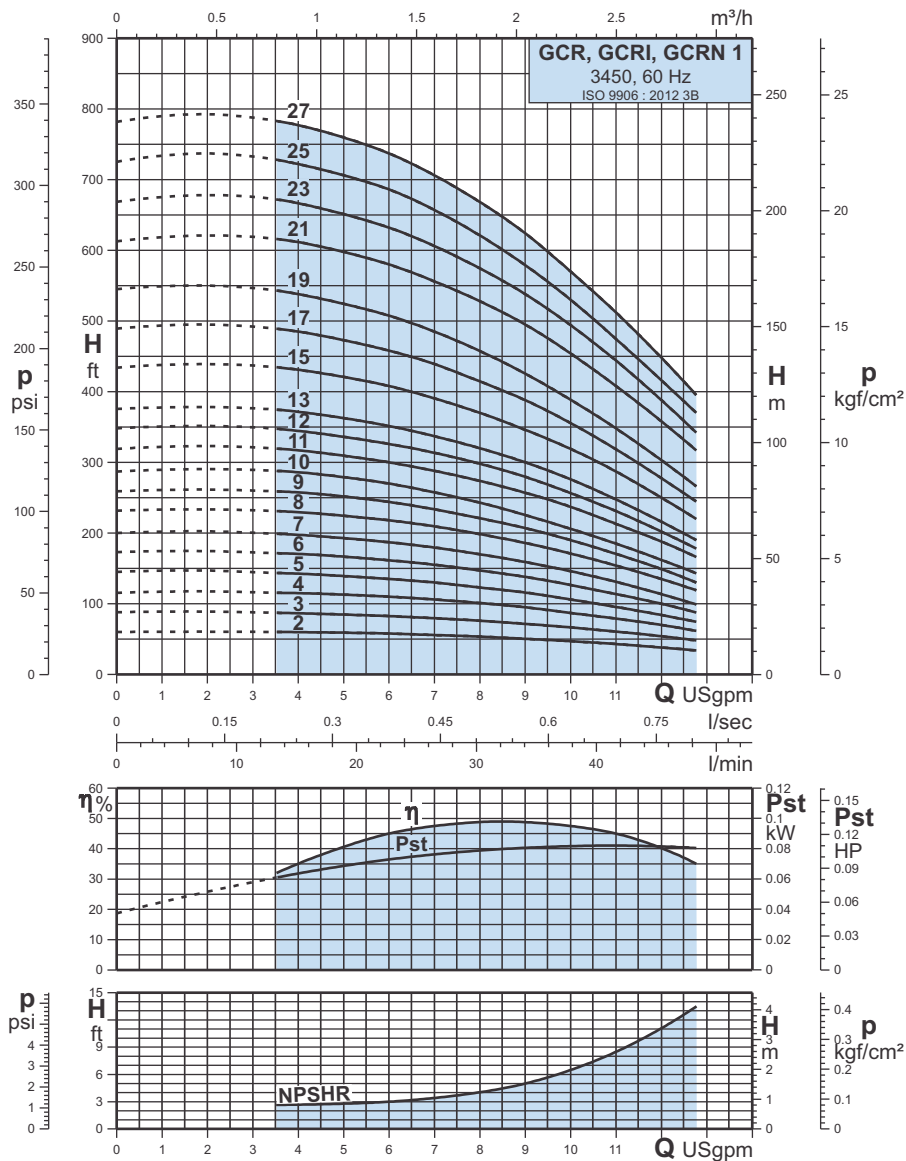 0 0.5 1 1.5 2 2.5 m³/h
GCR, GCRI, GCRN 1
3450, 60 Hz
ISO 9906 : 2012 3B
p
psi
350
300
250
200
150
100
50
0
H
ft
900
800
700
600
500
400
300
200
100
0
27
25
23
21
19
17
15
13
12
11
10
9
8
7
6
5
4
3
2
H
m
250
200
150
100
50
0
p
kgf/cm²
25
20
15
10
5
0
0 1 2 3 4 5 6 7 8 9 10 11 Q USgpm
0 0.15 0.3 0.45 0.6 0.75 l/sec
0 10 20 30 40 l/min
η%
60
50
40
30
20
10
0
η
Pst
Pst
kW
0.12
0.1
0.08
0.06
0.04
0.02
0
Pst
HP
0.15
0.12
0.09
0.06
0.03
0
p
psi
4
3
2
1
0
H
ft
15
9
6
3
0
NPSHR
H
m
4
3
2
1
0
p
kgf/cm²
0.4
0.3
0.2
0.1
0
0 1 2 3 4 5 6 7 8 9 10 11 Q USgpm